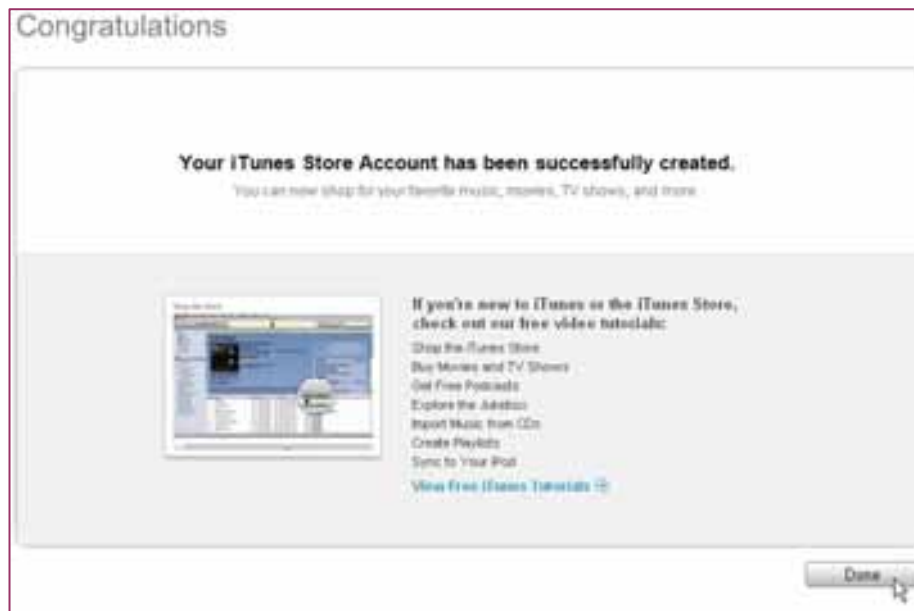 Congratulations
Your iTunes Store Account has been successfully created.
You can now shop for your favorite music, movies, TV shows, and more.
If you're new to iTunes or the iTunes Store,
check out our free video tutorials:
Shop the iTunes Store
Buy Movies and TV Shows
Get Free Podcasts
Explore the Jukebox
Import Music from CDs
Create Playlists
Sync to Your iPod
View Free iTunes Tutorials
Done